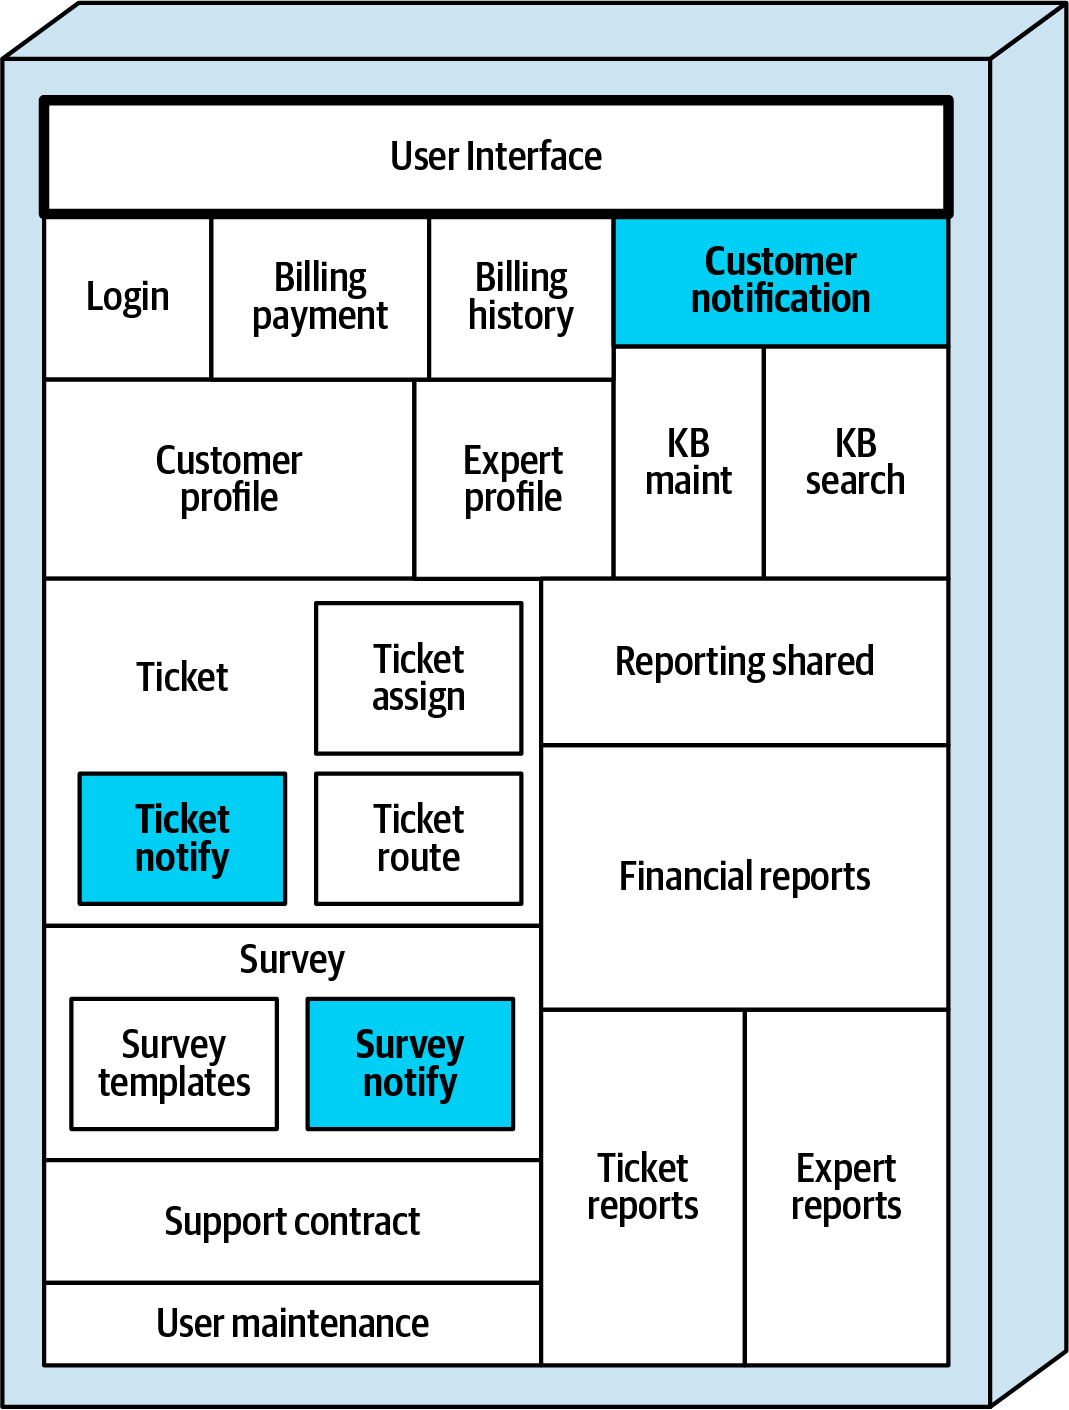 User Interface
Login
Billing
payment
Billing
history
Customer
notification
Customer
profile
Expert
profile
KB
maint
KB
search
Ticket
Ticket
assign
Ticket
notify
Ticket
route
Reporting shared
Financial reports
Survey
Survey
templates
Survey
notify
Ticket
reports
Expert
reports
Support contract
User maintenance